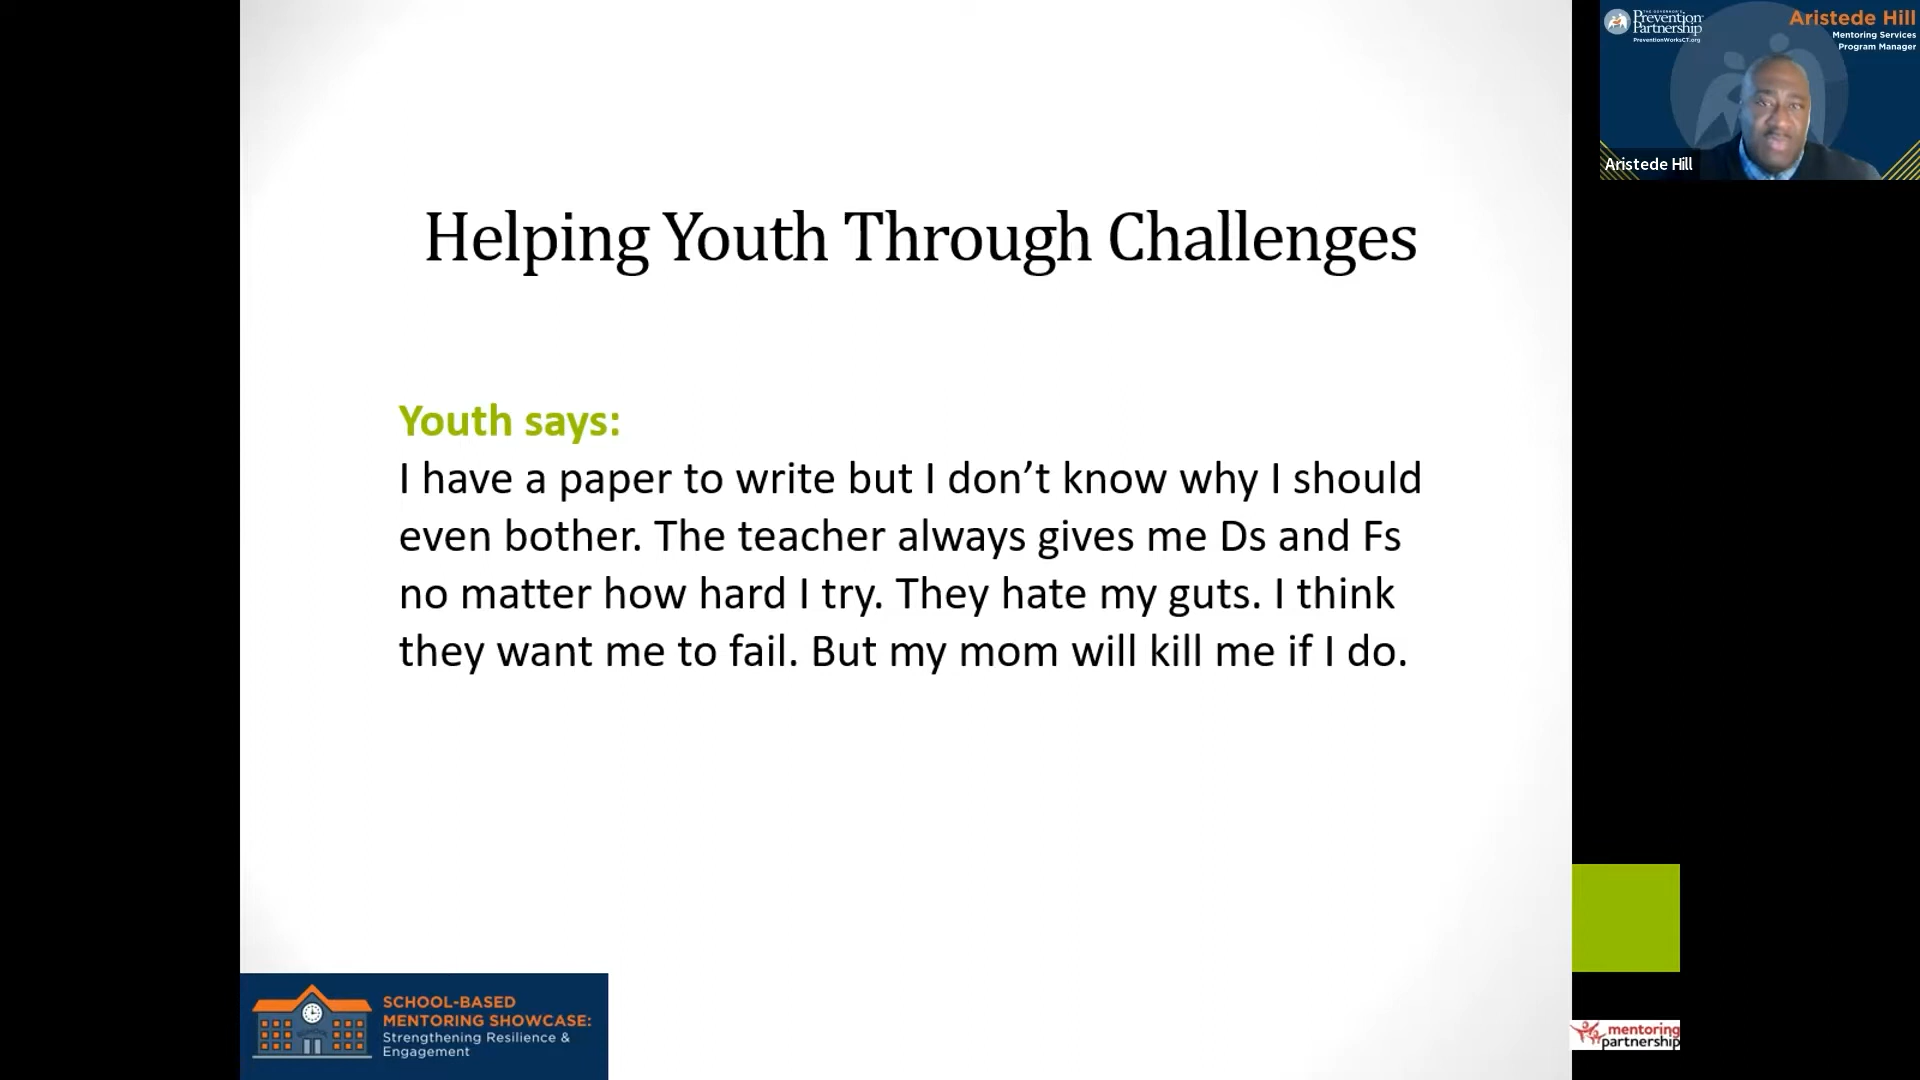 Helping Youth Through Challenges
Youth says:
I have a paper to write but I don’t know why I should
even bother. The teacher always gives me Ds and Fs
no matter how hard I try. They hate my guts. I think
they want me to fail. But my mom will kill me if I do.
SCHOOL-BASED
MENTORING SHOWCASE:
Strengthening Resilience &
Engagement
THE GOVERNOR'S
Prevention
Partnership
PreventionWorksCT.org
Aristede Hill
Mentoring Services
Program Manager
Aristede Hill
mentoring
partnership
SCHOOL